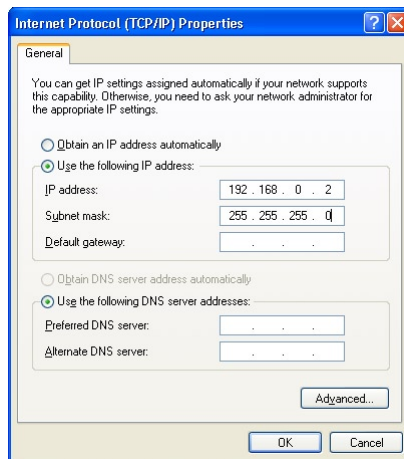 Internet Protocol (TCP/IP) Properties
General
You can get IP settings assigned automatically if your network supports
this capability. Otherwise, you need to ask your network administrator for
the appropriate IP settings.
Obtain an IP address automatically
Use the following IP address:
IP address: 192 . 168 . 0 . 2
Subnet mask: 255 . 255 . 255 . 0
Default gateway: . . .
Obtain DNS server address automatically
Use the following DNS server addresses:
Preferred DNS server: . . .
Alternate DNS server: . . .
Advanced...
OK Cancel